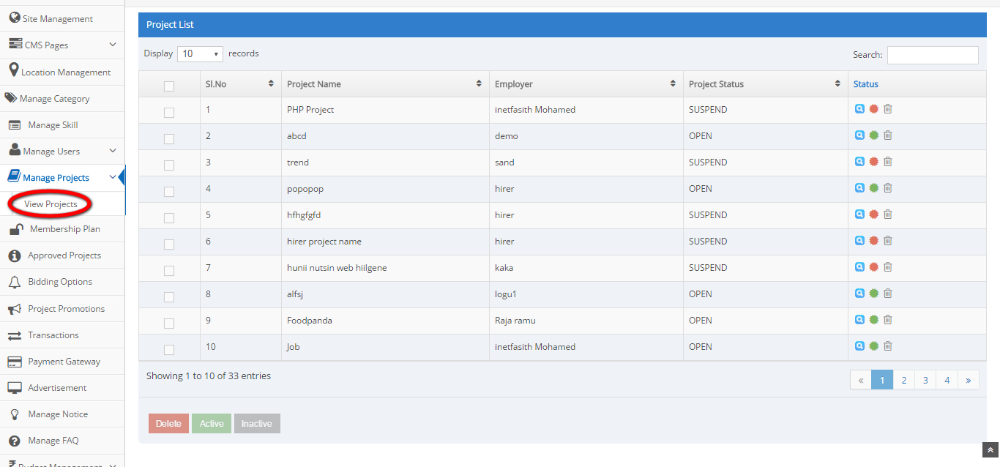 Site Management
CMS Pages
Location Management
Manage Category
Manage Skill
Manage Users
Manage Projects
View Projects
Membership Plan
Approved Projects
Bidding Options
Project Promotions
Transactions
Payment Gateway
Advertisement
Manage Notice
Manage FAQ
Budget Management
Project List
Display 10 records
Search:
Sl.No Project Name Employer Project Status Status
1 PHP Project inetfasith Mohamed SUSPEND
2 abcd demo OPEN
3 trend sand SUSPEND
4 popopop hirer OPEN
5 hfhgfgfd hirer SUSPEND
6 hirer project name hirer SUSPEND
7 hunii nutsin web hiilgene kaka SUSPEND
8 alfsj logu1 OPEN
9 Foodpanda Raja ramu OPEN
10 Job inetfasith Mohamed OPEN
Showing 1 to 10 of 33 entries
« 1 2 3 4 »
Delete Active Inactive